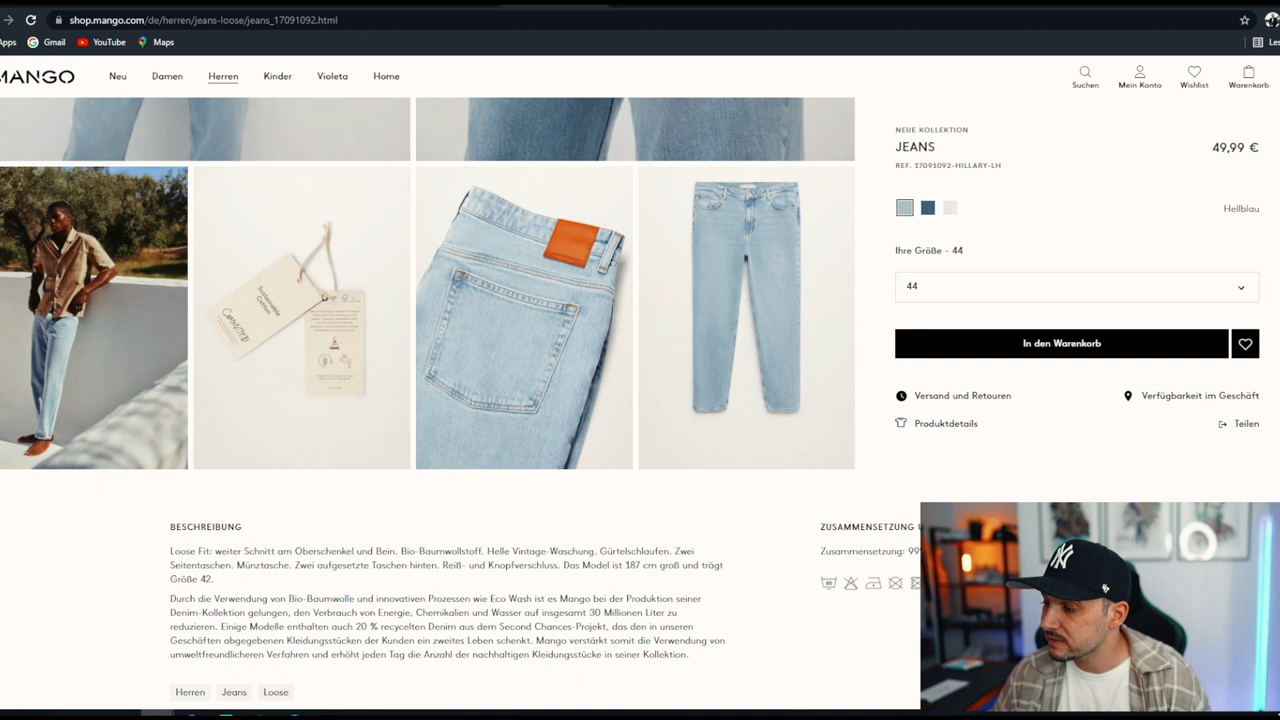 shop.mango.com/de/herren/jeans-loose/jeans_17091092.html
Apps Gmail YouTube Maps Les
MANGO Neu Damen Herren Kinder Violeta Home Suchen Mein Konto Wishlist Warenkorb
NEUE KOLLEKTION
JEANS 49,99 €
REF. 17091092-HILLARY-LH
Hellblau
Ihre Größe - 44
44
In den Warenkorb
Versand und Retouren Verfügbarkeit im Geschäft
Produktdetails Teilen
Sustainable
Cotton
COMMITTED
BESCHREIBUNG
Loose Fit: weiter Schnitt am Oberschenkel und Bein. Bio-Baumwollstoff. Helle Vintage-Waschung. Gürtelschlaufen. Zwei
Seitentaschen. Münztasche. Zwei aufgesetzte Taschen hinten. Reiß- und Knopfverschluss. Das Model ist 187 cm groß und trägt
Größe 42.
Durch die Verwendung von Bio-Baumwolle und innovativen Prozessen wie Eco Wash ist es Mango bei der Produktion seiner
Denim-Kollektion gelungen, den Verbrauch von Energie, Chemikalien und Wasser auf insgesamt 30 Millionen Liter zu
reduzieren. Einige Modelle enthalten auch 20 % recycelten Denim aus dem Second Chances-Projekt, das den in unseren
Geschäften abgegebenen Kleidungsstücken der Kunden ein zweites Leben schenkt. Mango verstärkt somit die Verwendung von
umweltfreundlicheren Verfahren und erhöht jeden Tag die Anzahl der nachhaltigen Kleidungsstücke in seiner Kollektion.
Herren Jeans Loose
ZUSAMMENSETZUNG U
Zusammensetzung: 99
NY